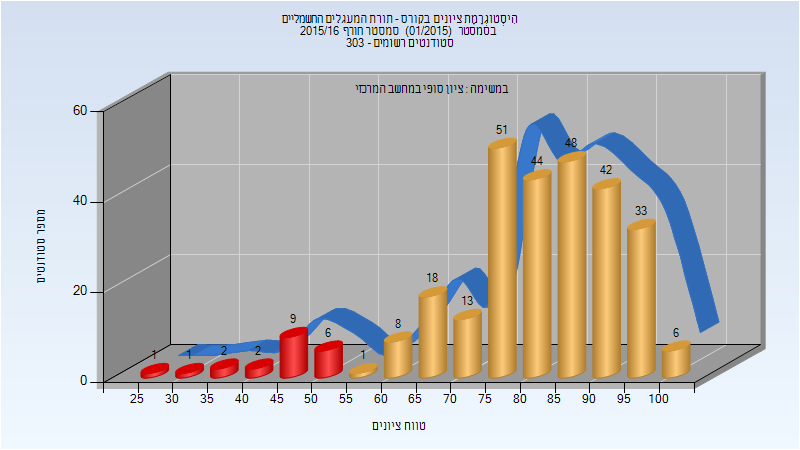 היסטוגרמת ציונים בקורס - תורת המעגלים החשמליים
בסמסטר (01/2015) סמסטר חורף 2015/16
סטודנטים רשומים - 303
במשימה : ציון סופי במחשב המרכזי
מספר סטודנטים
60
40
20
0
1
1
2
2
9
6
1
8
18
13
51
44
48
42
33
6
25 30 35 40 45 50 55 60 65 70 75 80 85 90 95 100
טווח ציונים